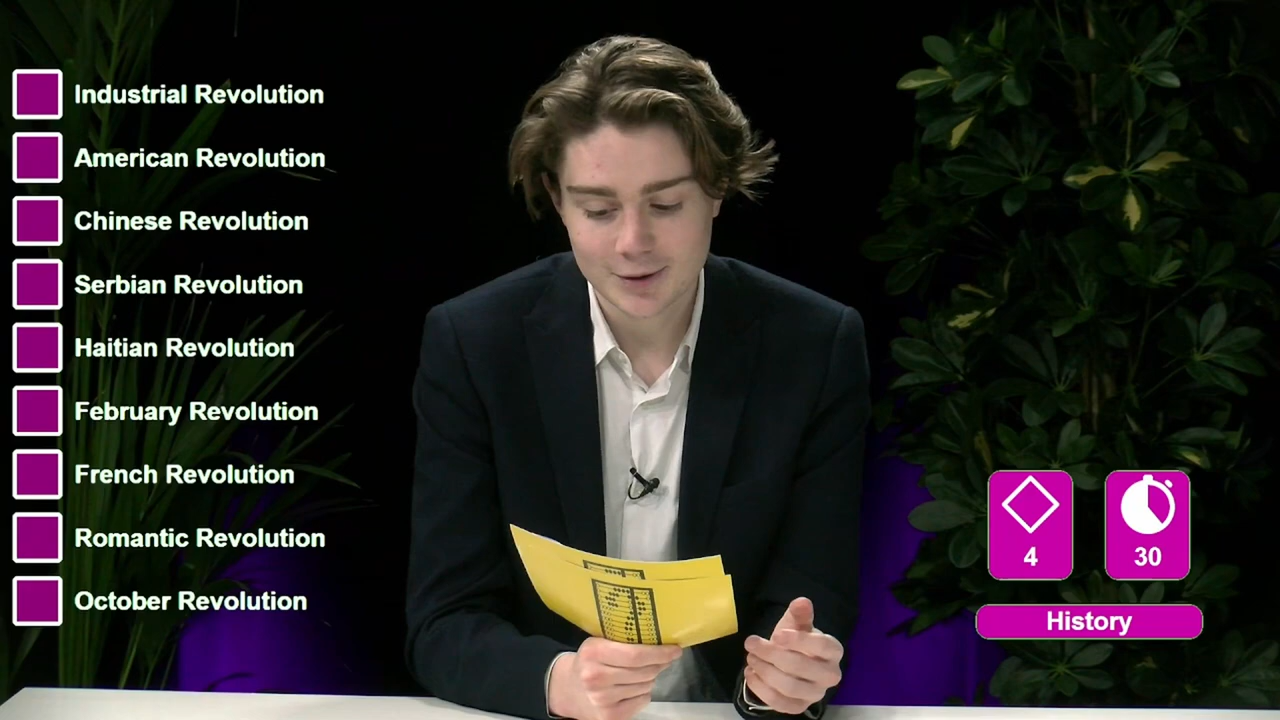 Industrial Revolution
American Revolution
Chinese Revolution
Serbian Revolution
Haitian Revolution
February Revolution
French Revolution
Romantic Revolution
October Revolution
4
30
History